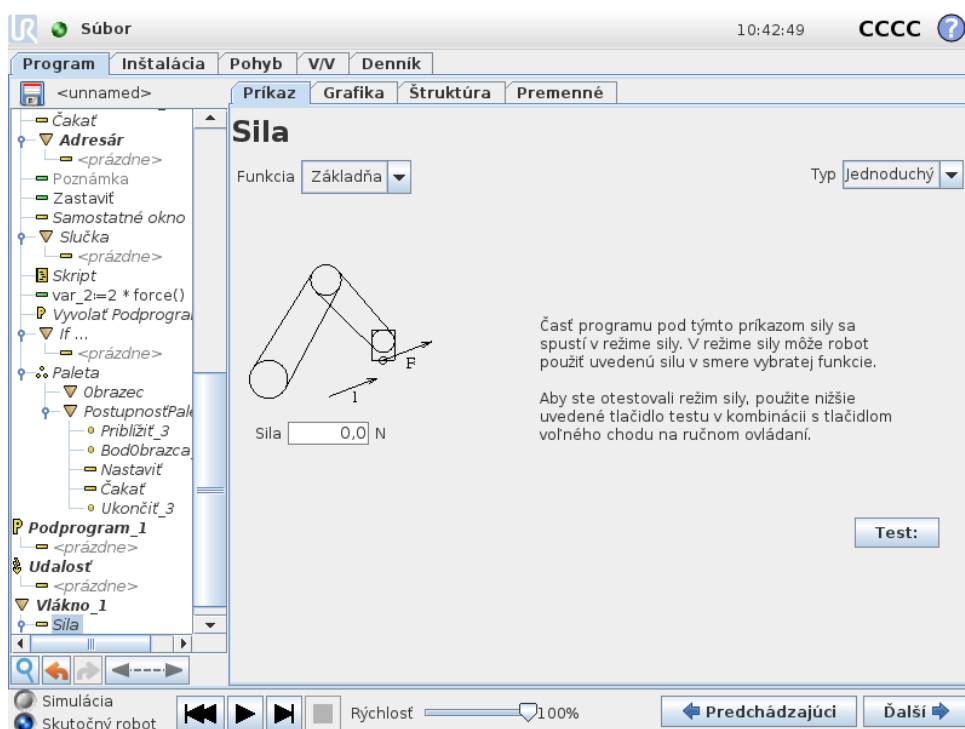 UR Súbor 10:42:49 CCCC ?
Program Inštalácia Pohyb V/V Denník
<unnamed> Príkaz Grafika Štruktúra Premenné
Čakať
Adresár
<prázdne>
Poznámka
Zastaviť
Samostatné okno
Slučka
<prázdne>
Skript
var_2:=2 * force()
P Vyvolať Podprogra
If ...
<prázdne>
Paleta
Obrazec
PostupnosťPale
Priblížiť_3
BodObrazca_
Nastaviť
Čakať
Ukončiť_3
P Podprogram_1
<prázdne>
Udalosť
<prázdne>
Vlákno_1
Sila
Sila
Funkcia Základňa Typ Jednoduchý
F
1
Sila 0,0 N
Časť programu pod týmto príkazom sily sa
spustí v režime sily. V režime sily môže robot
použiť uvedenú silu v smere vybratej funkcie.
Aby ste otestovali režim sily, použite nižšie
uvedené tlačidlo testu v kombinácii s tlačidlom
voľného chodu na ručnom ovládaní.
Test:
Simulácia
Skutočný robot
Rýchlosť 100%
Predchádzajúci Ďalší